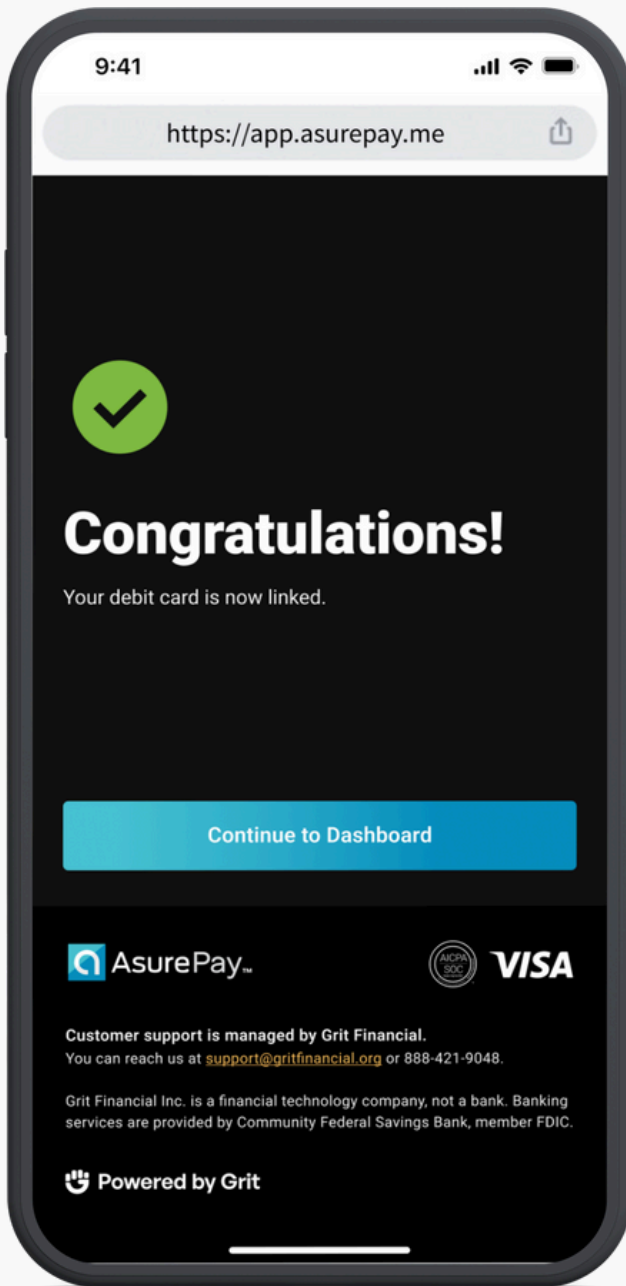 9:41
https://app.asurepay.me
Congratulations!
Your debit card is now linked.
Continue to Dashboard
AsurePay™
AICPA
SOC
VISA
Customer support is managed by Grit Financial.
You can reach us at support@gritfinancial.org or 888-421-9048.
Grit Financial Inc. is a financial technology company, not a bank. Banking
services are provided by Community Federal Savings Bank, member FDIC.
Powered by Grit